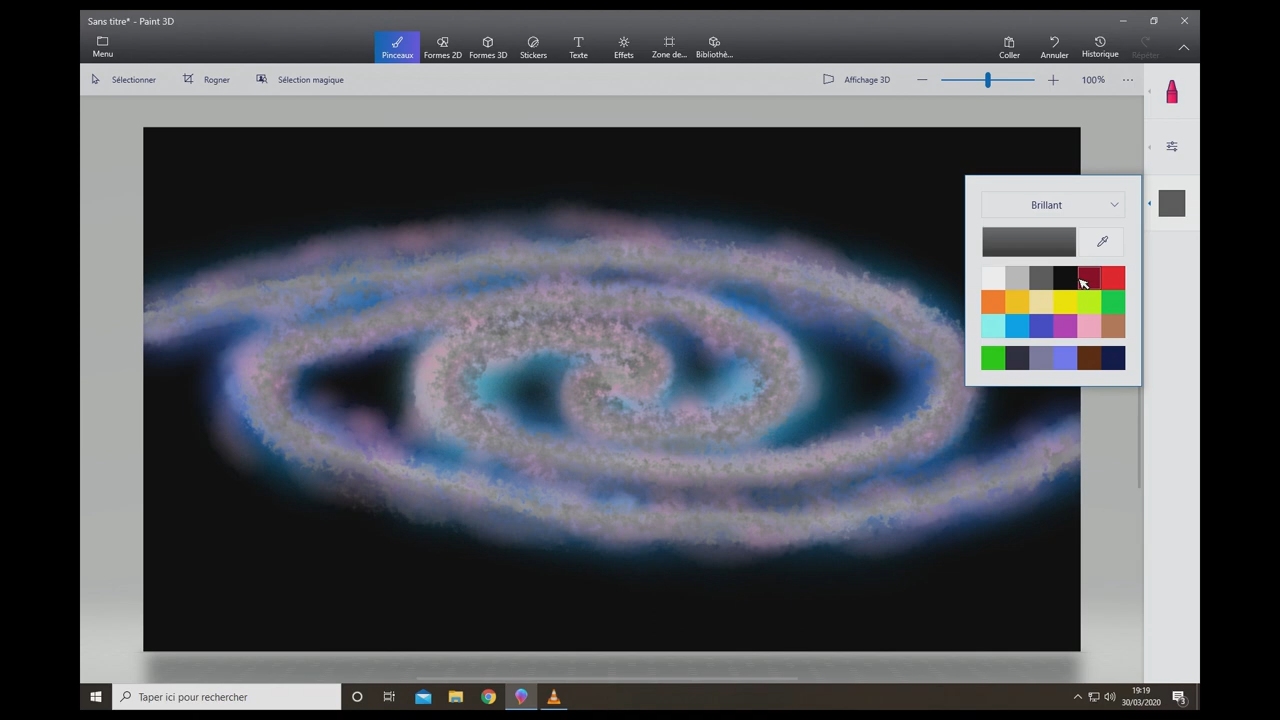 Sans titre* - Paint 3D
Menu
Pinceaux
Formes 2D
Formes 3D
Stickers
Texte
Effets
Zone de...
Bibliothè...
Coller
Annuler
Historique
Répéter
Sélectionner
Rogner
Sélection magique
Affichage 3D
100%
Brillant
Taper ici pour rechercher
19:19
30/03/2020
3